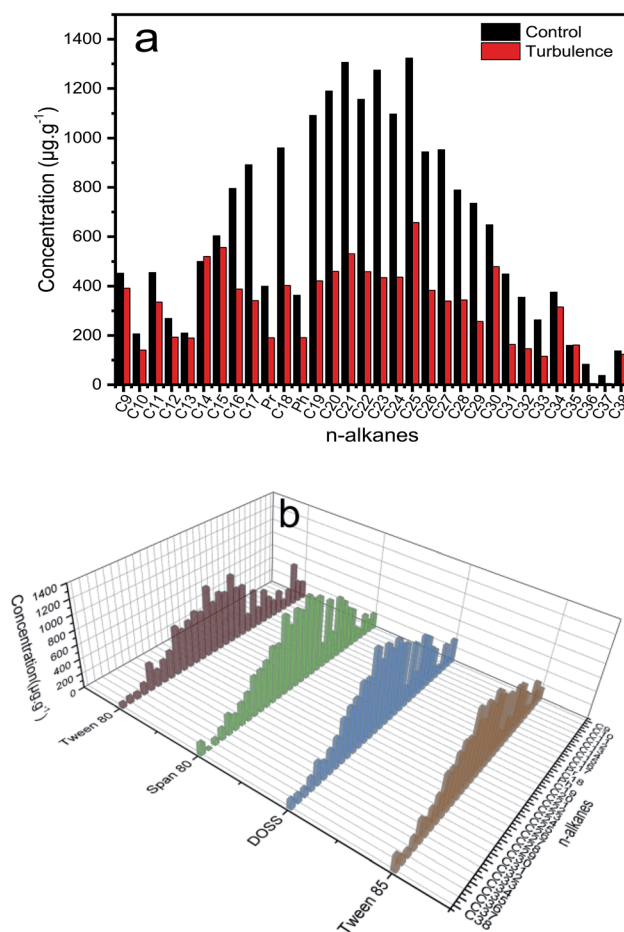 a
Control
Turbulence
1400
1200
1000
800
600
400
200
0
Concentration (µg.g⁻¹)
C9 C10 C11 C12 C13 C14 C15 C16 C17 Pr C18 Ph C19 C20 C21 C22 C23 C24 C25 C26 C27 C28 C29 C30 C31 C32 C33 C34 C35 C36 C37 C38
n-alkanes
b
1400
1200
1000
800
600
400
200
0
Concentration(µg.g⁻¹)
Tween 80
Span 80
DOSS
Tween 85
n-alkanes